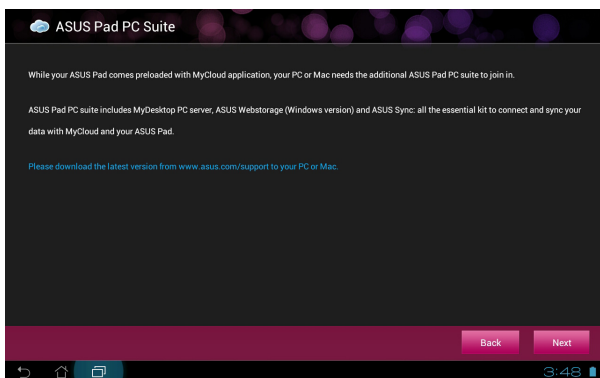 ASUS Pad PC Suite
While your ASUS Pad comes preloaded with MyCloud application, your PC or Mac needs the additional ASUS Pad PC suite to join in.
ASUS Pad PC suite includes MyDesktop PC server, ASUS Webstorage (Windows version) and ASUS Sync: all the essential kit to connect and sync your
data with MyCloud and your ASUS Pad.
Please download the latest version from www.asus.com/support to your PC or Mac.
Back Next
3:48